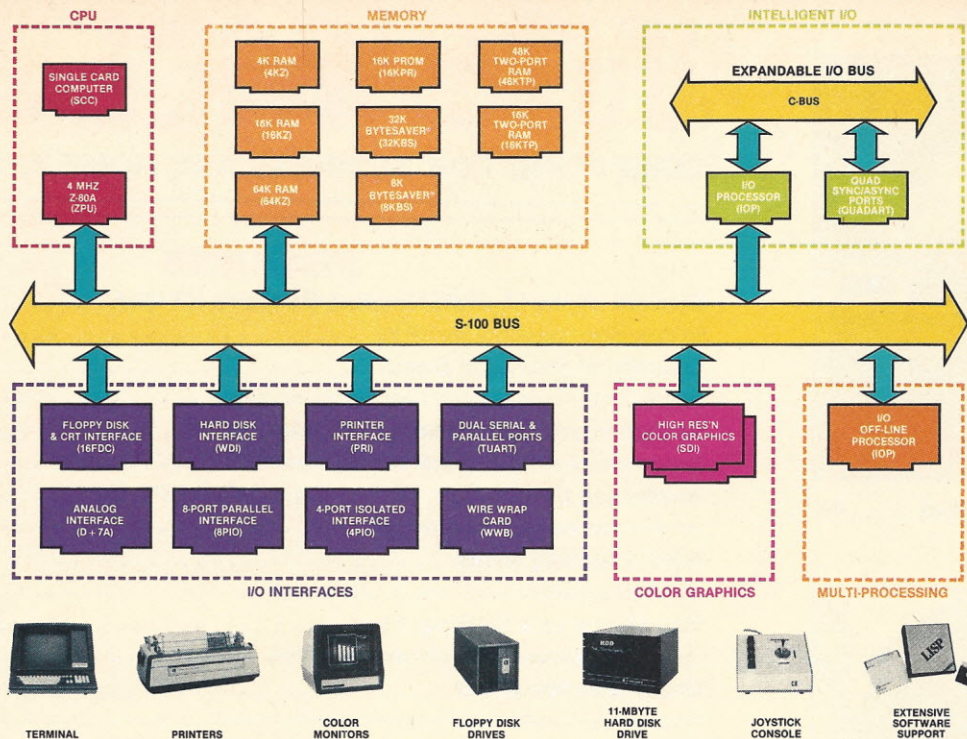 CPU
MEMORY
INTELLIGENT I/O
SINGLE CARD
COMPUTER
(SCC)
4 MHZ
Z-80A
(ZPU)
4K RAM
(4KZ)
16K PROM
(16KPR)
48K
TWO-PORT
RAM
(48KTP)
16K RAM
(16KZ)
32K
BYTESAVER®
(32KBS)
16K
TWO-PORT
RAM
(16KTP)
64K RAM
(64KZ)
8K
BYTESAVER®
(8KBS)
EXPANDABLE I/O BUS
C-BUS
I/O
PROCESSOR
(IOP)
QUAD
SYNC/ASYNC
PORTS
(QUADART)
S-100 BUS
FLOPPY DISK
& CRT INTERFACE
(16FDC)
HARD DISK
INTERFACE
(WDI)
PRINTER
INTERFACE
(PRI)
DUAL SERIAL &
PARALLEL PORTS
(TUART)
HIGH RES'N
COLOR GRAPHICS
(SDI)
I/O
OFF-LINE
PROCESSOR
(IOP)
ANALOG
INTERFACE
(D + 7A)
8-PORT PARALLEL
INTERFACE
(8PIO)
4-PORT ISOLATED
INTERFACE
(4PIO)
WIRE WRAP
CARD
(WWB)
I/O INTERFACES
COLOR GRAPHICS
MULTI-PROCESSING
HDD
LISP
TERMINAL
PRINTERS
COLOR
MONITORS
FLOPPY DISK
DRIVES
11-MBYTE
HARD DISK
DRIVE
JOYSTICK
CONSOLE
EXTENSIVE
SOFTWARE
SUPPORT